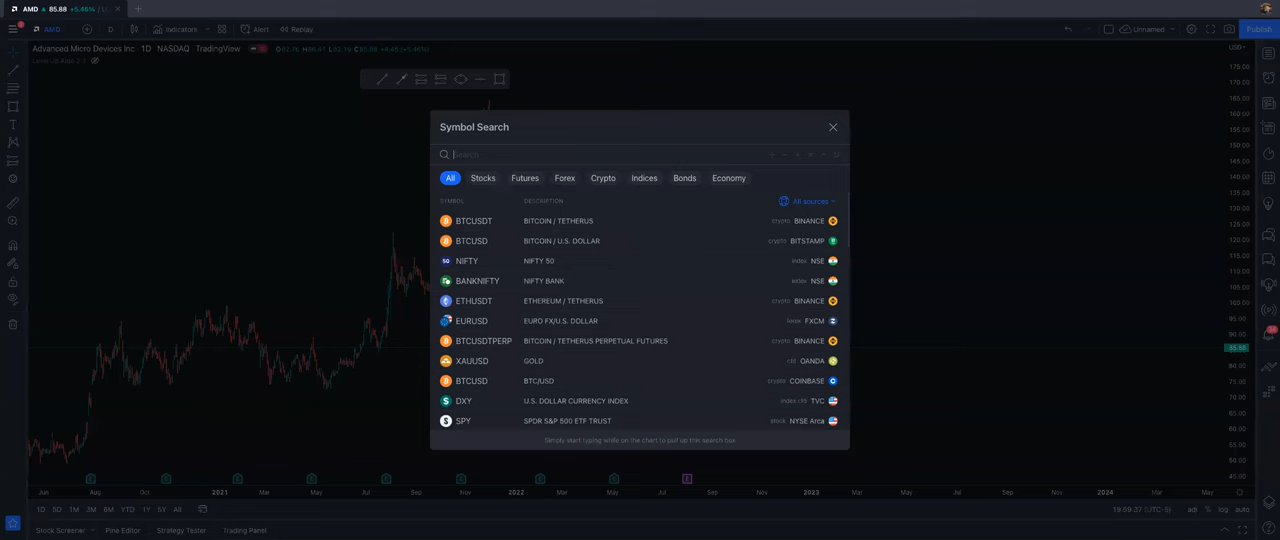 AMD ▲ 85.88 +5.46%
AMD D Indicators Alert Replay Unnamed Publish
Advanced Micro Devices Inc · 1D · NASDAQ · TradingView
USD
175.00
170.00
165.00
160.00
155.00
150.00
145.00
140.00
135.00
130.00
125.00
120.00
115.00
110.00
105.00
100.00
95.00
90.00
85.88
80.00
75.00
70.00
65.00
60.00
55.00
50.00
45.00
Symbol Search
Search
All Stocks Futures Forex Crypto Indices Bonds Economy
SYMBOL DESCRIPTION All sources
BTCUSDT BITCOIN / TETHERUS crypto BINANCE
BTCUSD BITCOIN / U.S. DOLLAR crypto BITSTAMP
NIFTY NIFTY 50 index NSE
BANKNIFTY NIFTY BANK index NSE
ETHUSDT ETHEREUM / TETHERUS crypto BINANCE
EURUSD EURO FX/U.S. DOLLAR forex FXCM
BTCUSDTPERP BITCOIN / TETHERUS PERPETUAL FUTURES crypto BINANCE
XAUUSD GOLD cfd OANDA
BTCUSD BTC/USD crypto COINBASE
DXY U.S. DOLLAR CURRENCY INDEX index cfd TVC
SPY SPDR S&P 500 ETF TRUST stock NYSE Arca
Simply start typing while on the chart to pull up this search box
Jun Aug Oct 2021 Mar May Jul Sep Nov 2022 Mar May Sep Nov 2023 Mar May Jul Sep Nov 2024 Mar May
1D 5D 1M 3M 6M YTD 1Y 5Y All 19:59:37 (UTC-5) adj % log auto
Stock Screener Pine Editor Strategy Tester Trading Panel